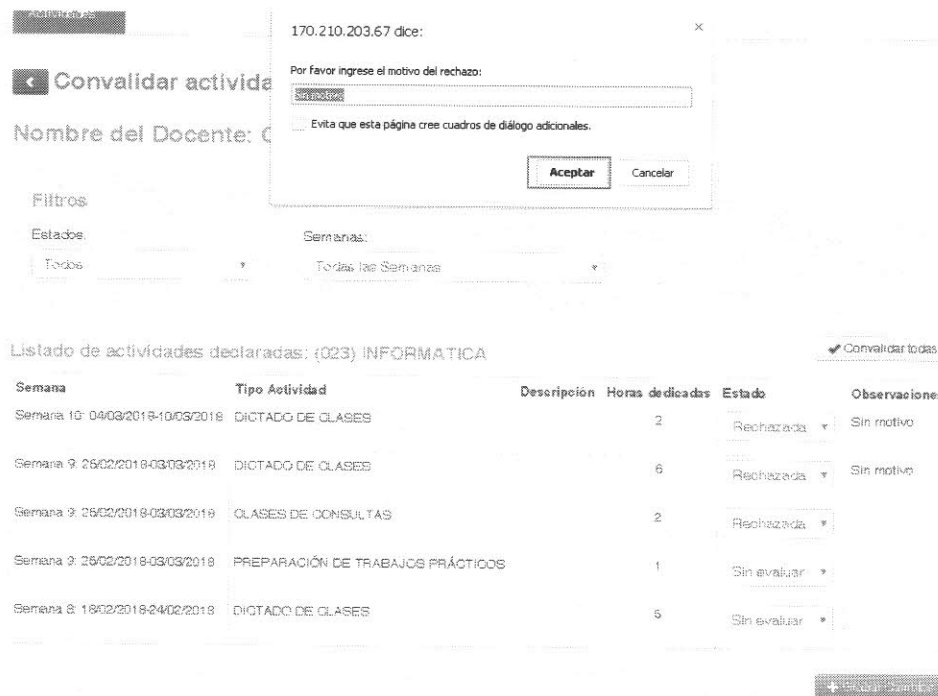 170.210.203.67 dice:
Por favor ingrese el motivo del rechazo:
Sin motivo
Evita que esta página cree cuadros de diálogo adicionales.
Aceptar Cancelar
Convalidar activida
Nombre del Docente: C
Filtros
Estados: Semanas:
Todos Todas las Semanas
Listado de actividades declaradas: (023) INFORMATICA
Convalidar todas
Semana Tipo Actividad Descripción Horas dedicadas Estado Observacione
Semana 10: 04/03/2018-10/03/2018 DICTADO DE CLASES 2 Rechazada Sin motivo
Semana 9: 25/02/2018-03/03/2018 DICTADO DE CLASES 6 Rechazada Sin motivo
Semana 9: 25/02/2018-03/03/2018 CLASES DE CONSULTAS 2 Rechazada
Semana 9: 25/02/2018-03/03/2018 PREPARACIÓN DE TRABAJOS PRÁCTICOS 1 Sin evaluar
Semana 8: 18/02/2018-24/02/2018 DICTADO DE CLASES 5 Sin evaluar